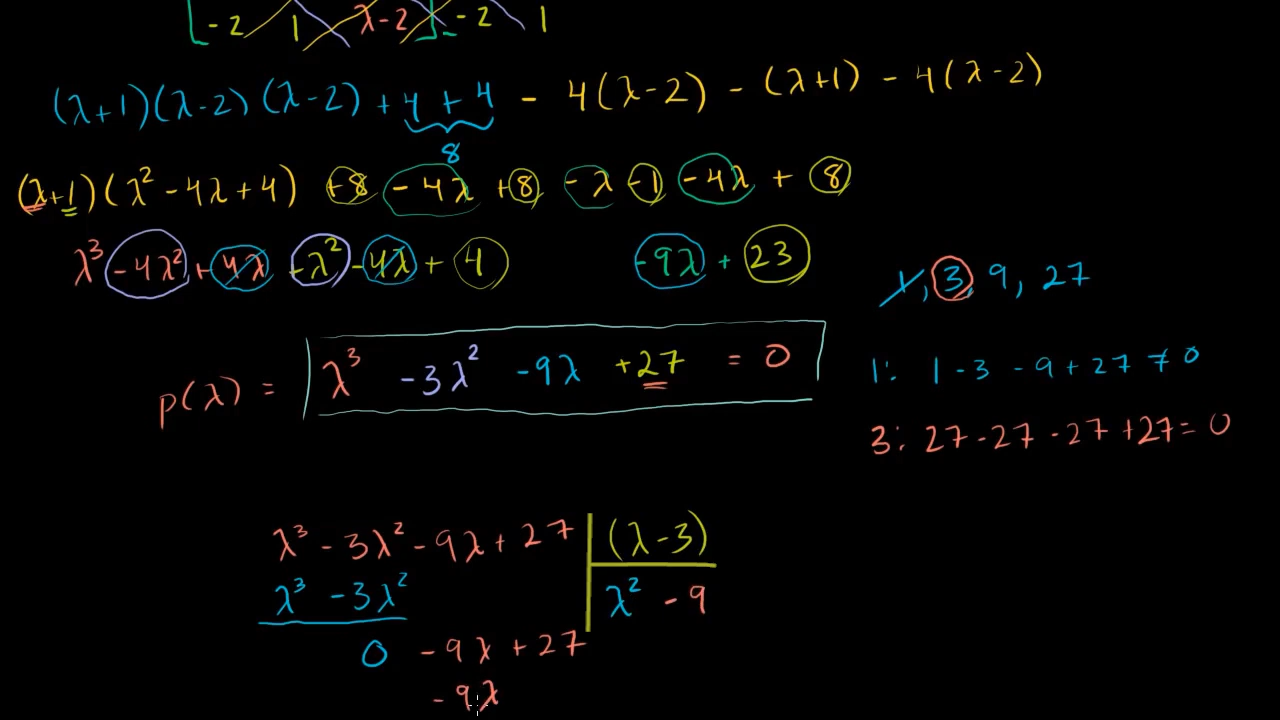 [-2 1 λ-2] -2 1
(λ+1)(λ-2)(λ-2) + 4 + 4 - 4(λ-2) - (λ+1) - 4(λ-2)
8
(λ+1)(λ² - 4λ + 4) +8 - 4λ +8 - λ -1 - 4λ + 8
λ³ - 4λ² + 4λ - λ² - 4λ + 4 -9λ + 23
1, 3, 9, 27
p(λ) = λ³ - 3λ² - 9λ + 27 = 0
1: 1 - 3 - 9 + 27 ≠ 0
3: 27 - 27 - 27 + 27 = 0
λ³ - 3λ² - 9λ + 27 (λ-3)
λ³ - 3λ² λ² - 9
0 - 9λ + 27
- 9λ